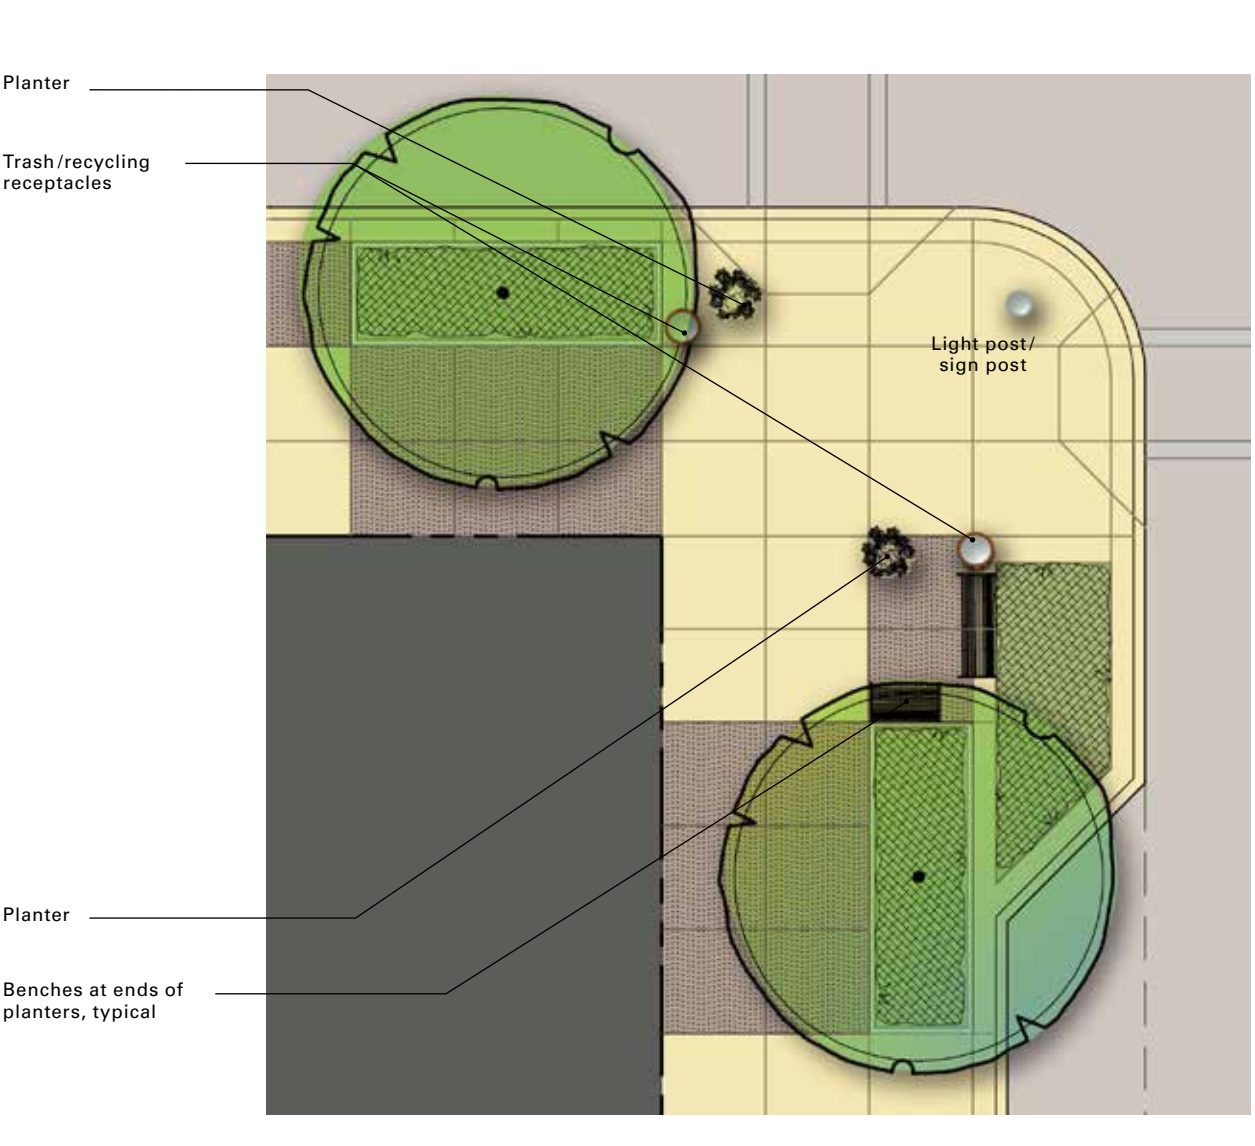 Planter
Trash/recycling
receptacles
Light post/
sign post
Planter
Benches at ends of
planters, typical